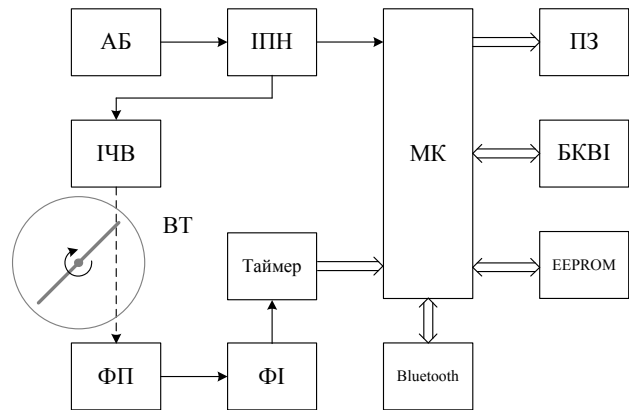 АБ
ІПН
МК
ПЗ
ІЧВ
БКВІ
ВТ
Таймер
EEPROM
ФП
ФІ
Bluetooth